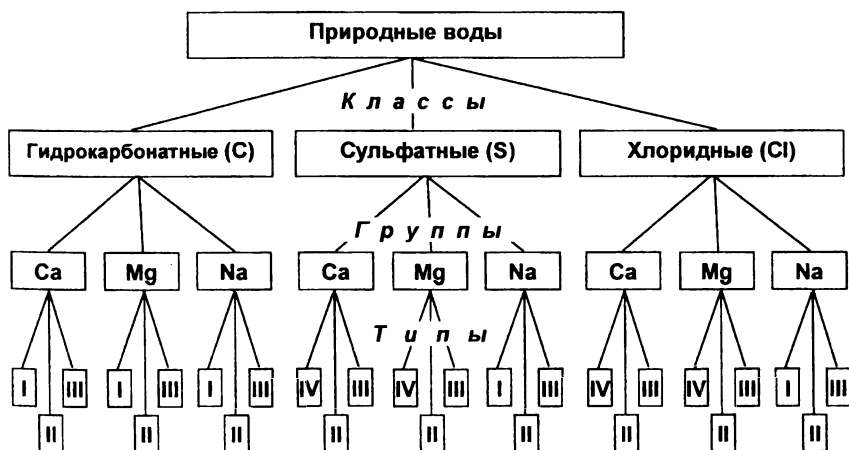 Природные воды
Классы
Гидрокарбонатные (C) Сульфатные (S) Хлоридные (Cl)
Группы
Ca Mg Na Ca Mg Na Ca Mg Na
Типы
I III I III I III IV III IV III I III IV III IV III I III
II II II II II II II II II